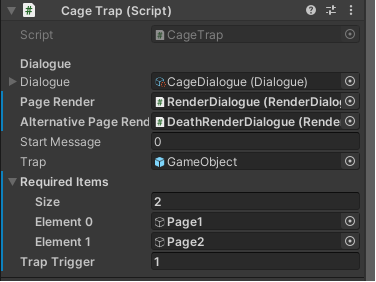 Cage Trap (Script)
Script CageTrap
Dialogue
Dialogue CageDialogue (Dialogue)
Page Render RenderDialogue (RenderDialog
Alternative Page Rend DeathRenderDialogue (Rende
Start Message 0
Trap GameObject
Required Items
Size 2
Element 0 Page1
Element 1 Page2
Trap Trigger 1